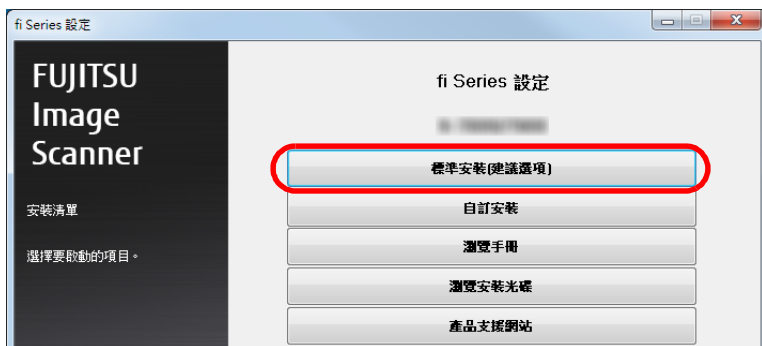 fi Series 設定
FUJITSU
Image
Scanner
安裝清單
選擇要啟動的項目。
fi Series 設定
標準安裝(建議選項)
自訂安裝
瀏覽手冊
瀏覽安裝光碟
產品支援網站